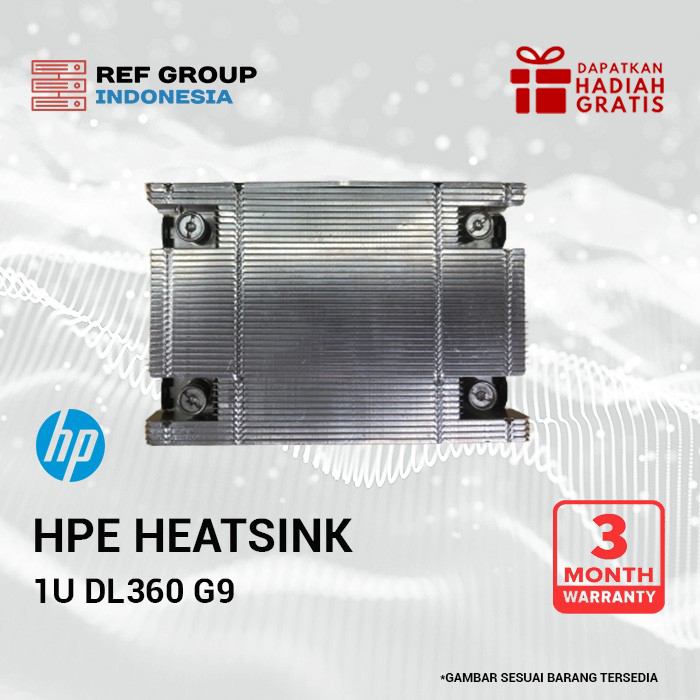 REF GROUP
INDONESIA
DAPATKAN
HADIAH
GRATIS
hp
HPE HEATSINK
1U DL360 G9
3
MONTH
WARRANTY
*GAMBAR SESUAI BARANG TERSEDIA